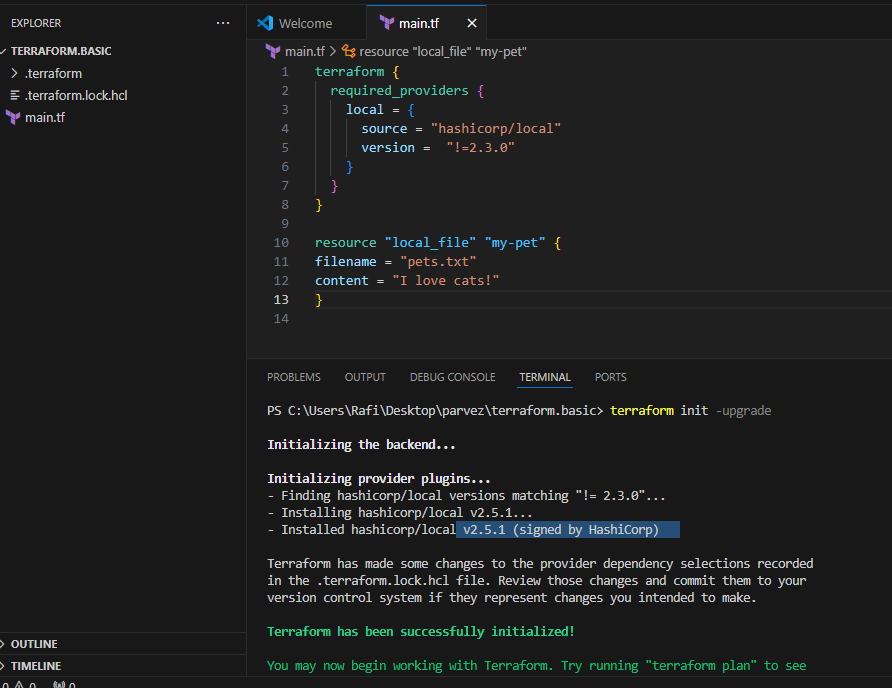 EXPLORER
...
TERRAFORM.BASIC
.terraform
.terraform.lock.hcl
main.tf
OUTLINE
TIMELINE
0 0 0
Welcome
main.tf
main.tf > resource "local_file" "my-pet"
1 terraform {
2 required_providers {
3 local = {
4 source = "hashicorp/local"
5 version =  "!=2.3.0"
6 }
7 }
8 }
9
10 resource "local_file" "my-pet" {
11 filename = "pets.txt"
12 content = "I love cats!"
13 }
14
PROBLEMS OUTPUT DEBUG CONSOLE TERMINAL PORTS
PS C:\Users\Rafi\Desktop\parvez\terraform.basic> terraform init -upgrade
Initializing the backend...
Initializing provider plugins...
- Finding hashicorp/local versions matching "!= 2.3.0"...
- Installing hashicorp/local v2.5.1...
- Installed hashicorp/local v2.5.1 (signed by HashiCorp)
Terraform has made some changes to the provider dependency selections recorded
in the .terraform.lock.hcl file. Review those changes and commit them to your
version control system if they represent changes you intended to make.
Terraform has been successfully initialized!
You may now begin working with Terraform. Try running "terraform plan" to see